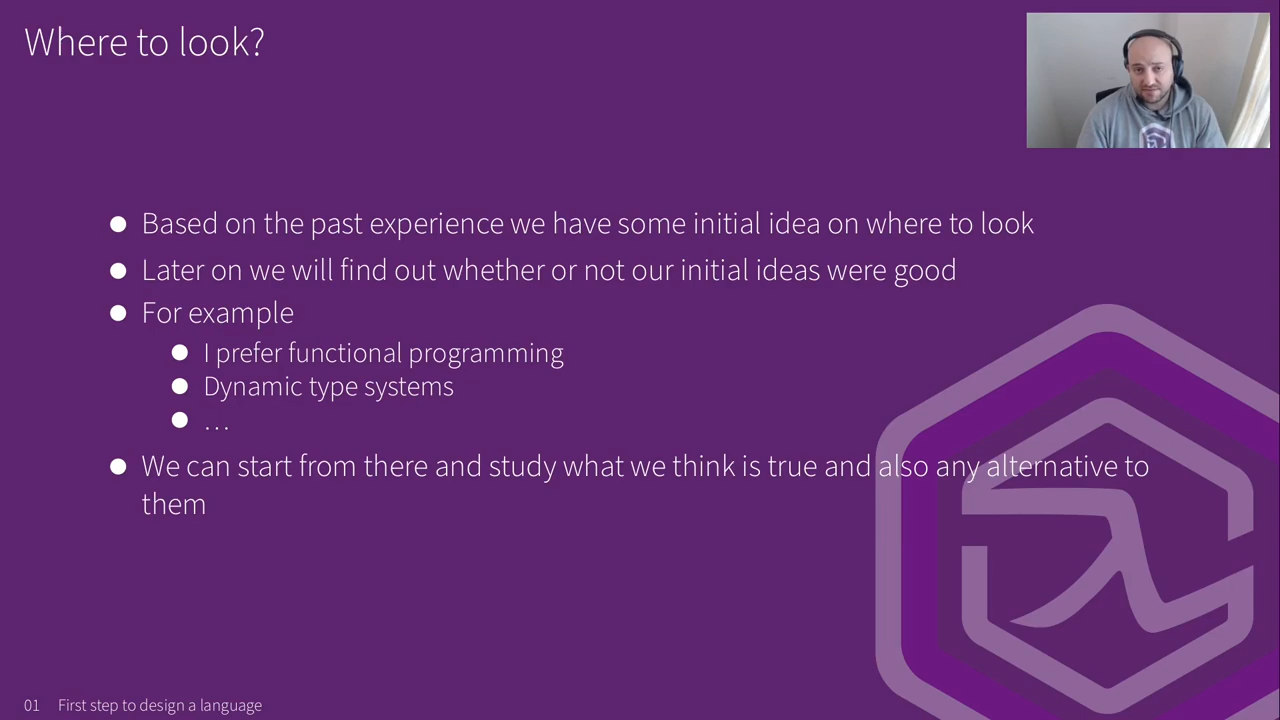 Where to look?
Based on the past experience we have some initial idea on where to look
Later on we will find out whether or not our initial ideas were good
For example
I prefer functional programming
Dynamic type systems
…
We can start from there and study what we think is true and also any alternative to
them
01 First step to design a language